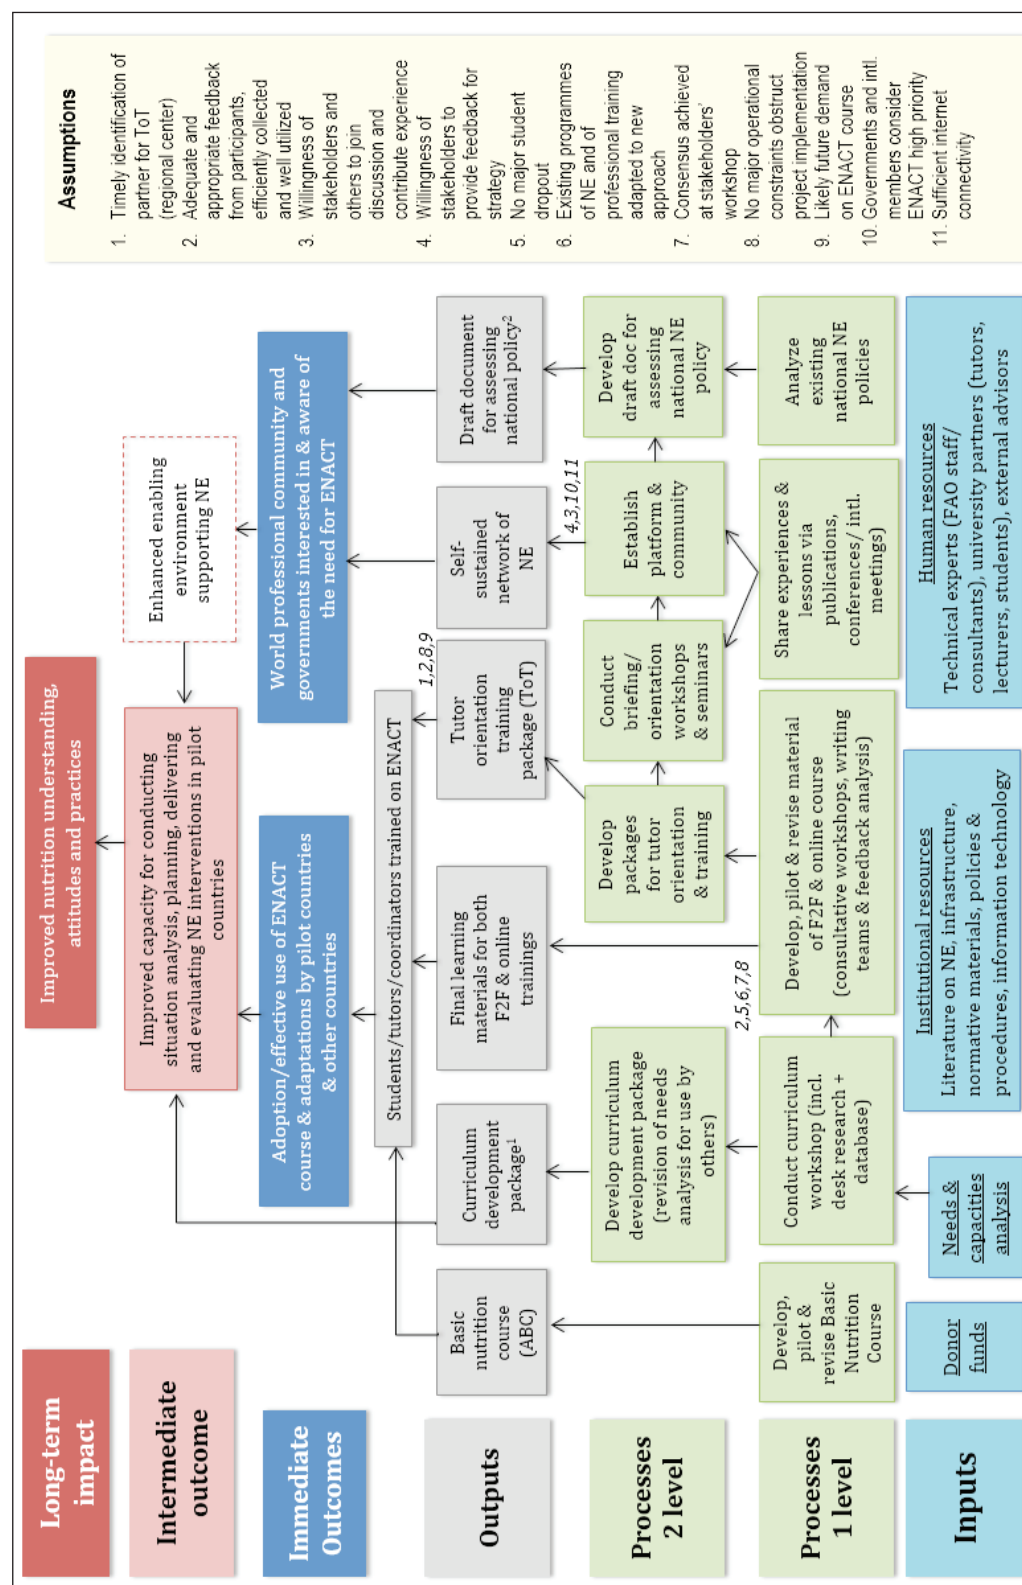 Long-term
impact
Improved nutrition understanding,
attitudes and practices
Intermediate
outcome
Improved capacity for conducting
situation analysis, planning, delivering
and evaluating NE interventions in pilot
countries
Enhanced enabling
environment
supporting NE
Immediate
Outcomes
Adoption/effective use of ENACT
course & adaptations by pilot countries
& other countries
World professional community and
governments interested in & aware of
the need for ENACT
Outputs
Students/tutors/coordinators trained on ENACT
1,2,8,9
Basic
nutrition
course
(ABC)
Curriculum
development
package¹
Final learning
materials for both
F2F & online
trainings
Tutor
orientation
training
package (ToT)
Self-
sustained
network of
NE
Draft document
for assessing
national policy²
4,3,10,11
Processes
2 level
Develop curriculum
development package
(revision of needs
analysis for use by
others)
Develop
packages
for tutor
orientation
& training
Conduct
briefing/
orientation
workshops
& seminars
Establish
platform &
community
Develop
draft doc for
assessing
national NE
policy
2,5,6,7,8
Processes
1 level
Develop,
pilot &
revise Basic
Nutrition
Course
Conduct curriculum
workshop (incl.
desk research +
database)
Develop, pilot & revise material
of F2F & online course
(consultative workshops, writing
teams & feedback analysis)
Share experiences &
lessons via
publications,
conferences/ intl.
meetings)
Analyze
existing
national NE
policies
Inputs
Donor
funds
Needs &
capacities
analysis
Institutional resources
Literature on NE, infrastructure,
normative materials, policies &
procedures, information technology
Human resources
Technical experts (FAO staff/
consultants), university partners (tutors,
lecturers, students), external advisors
Assumptions
1. Timely identification of
partner for ToT
(regional center)
2. Adequate and
appropriate feedback
from participants,
efficiently collected
and well utilized
3. Willingness of
stakeholders and
others to join
discussion and
contribute experience
4. Willingness of
stakeholders to
provide feedback for
strategy
5. No major student
dropout
6. Existing programmes
of NE and of
professional training
adapted to new
approach
7. Consensus achieved
at stakeholders'
workshop
8. No major operational
constraints obstruct
project implementation
9. Likely future demand
on ENACT course
10. Governments and intl.
members consider
ENACT high priority
11. Sufficient internet
connectivity